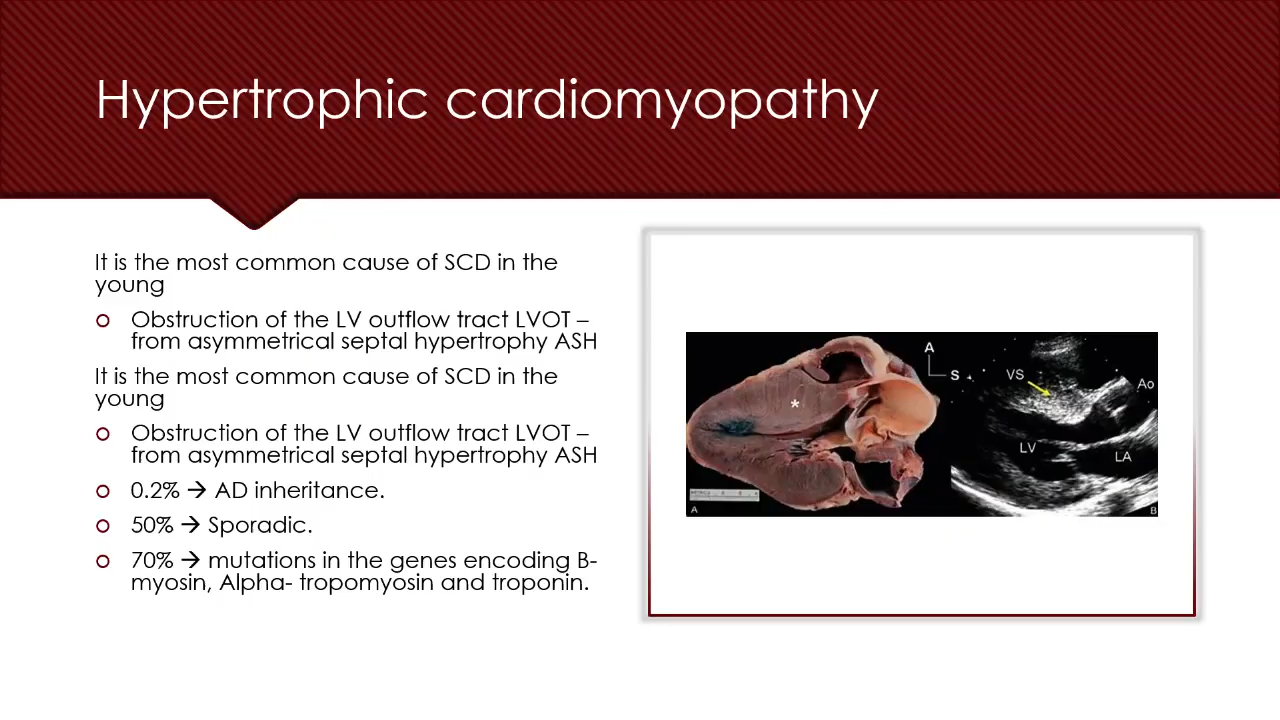 Hypertrophic cardiomyopathy
It is the most common cause of SCD in the
young
o Obstruction of the LV outflow tract LVOT –
from asymmetrical septal hypertrophy ASH
It is the most common cause of SCD in the
young
o Obstruction of the LV outflow tract LVOT –
from asymmetrical septal hypertrophy ASH
o 0.2% → AD inheritance.
o 50% → Sporadic.
o 70% → mutations in the genes encoding B-
myosin, Alpha- tropomyosin and troponin.
A
S
VS
Ao
*
LV
LA
A
B